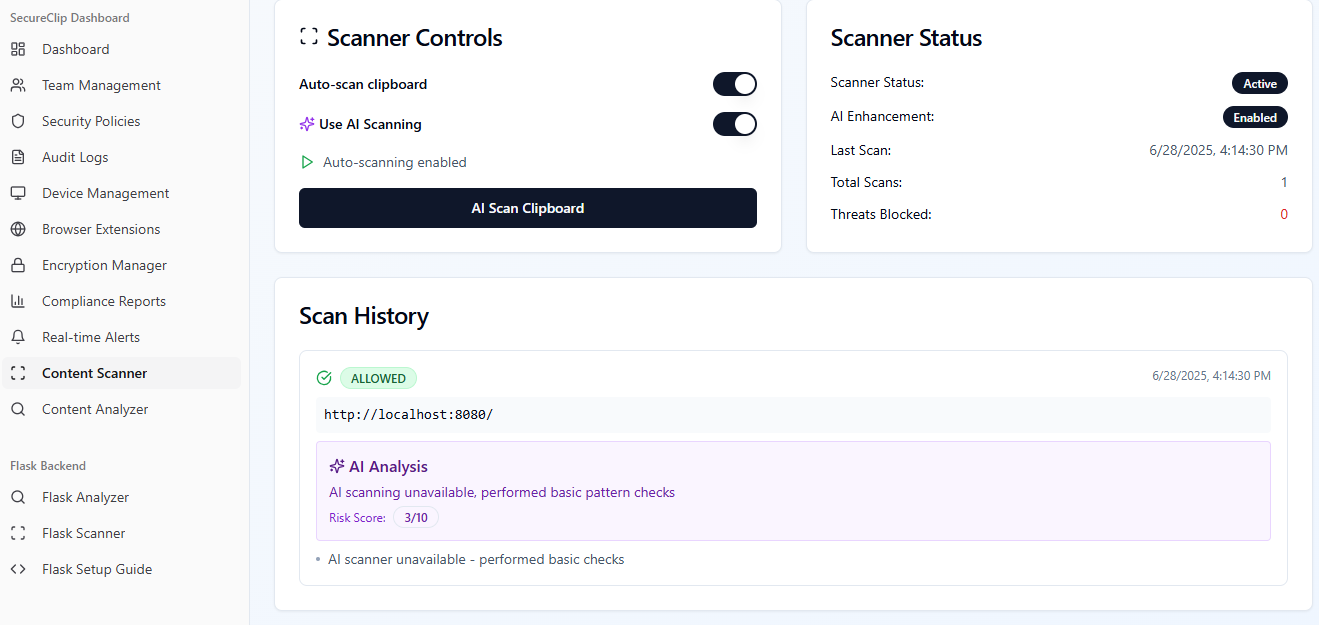 SecureClip Dashboard
Dashboard
Team Management
Security Policies
Audit Logs
Device Management
Browser Extensions
Encryption Manager
Compliance Reports
Real-time Alerts
Content Scanner
Content Analyzer
Flask Backend
Flask Analyzer
Flask Scanner
Flask Setup Guide
Scanner Controls
Auto-scan clipboard
Use AI Scanning
Auto-scanning enabled
AI Scan Clipboard
Scanner Status
Scanner Status: Active
AI Enhancement: Enabled
Last Scan: 6/28/2025, 4:14:30 PM
Total Scans: 1
Threats Blocked: 0
Scan History
ALLOWED 6/28/2025, 4:14:30 PM
http://localhost:8080/
AI Analysis
AI scanning unavailable, performed basic pattern checks
Risk Score: 3/10
• AI scanner unavailable - performed basic checks